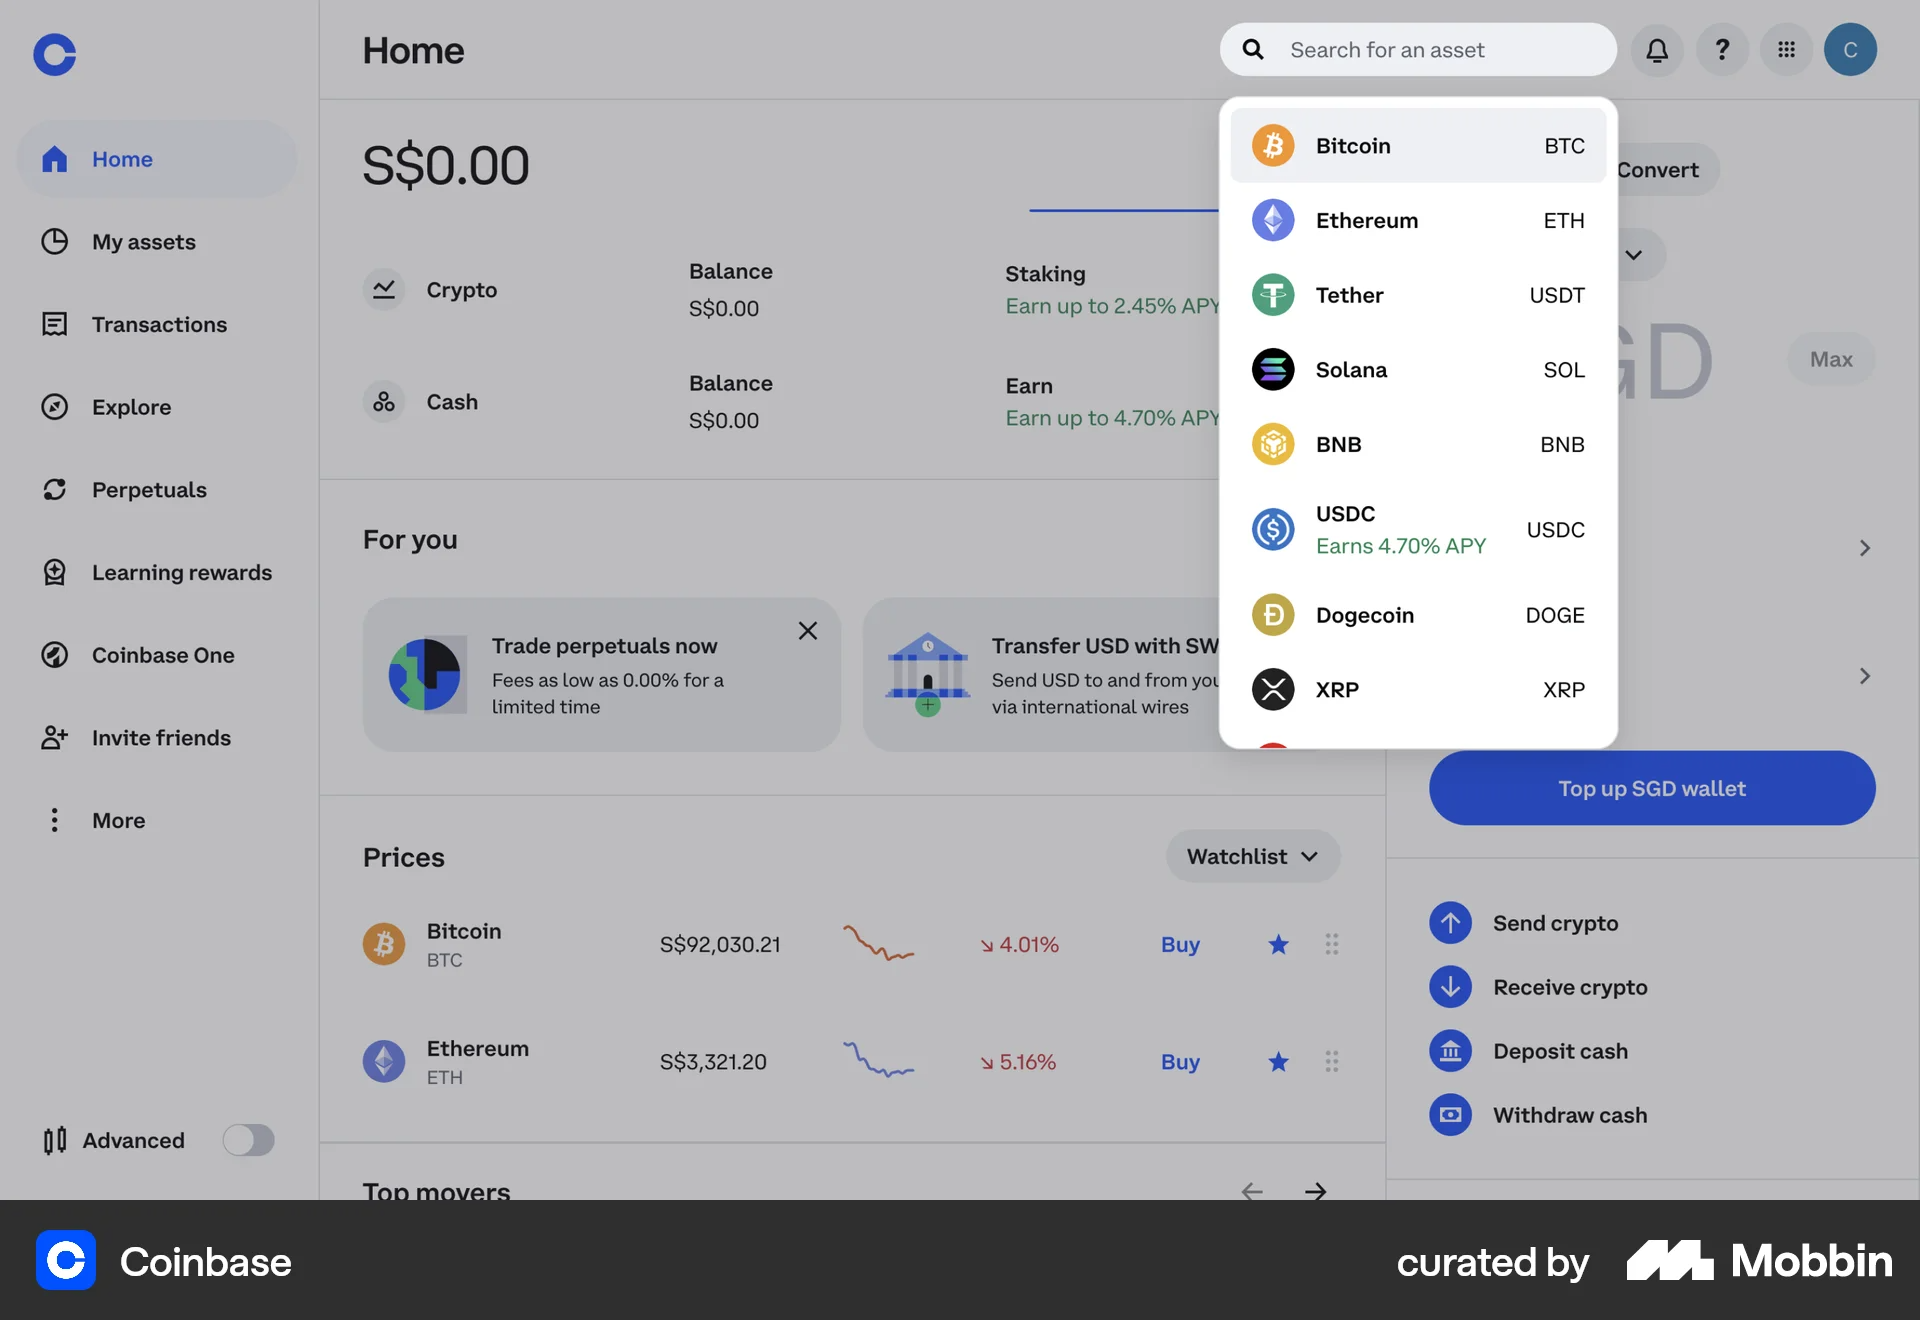 Home
Search for an asset
C
Home
My assets
Transactions
Explore
Perpetuals
Learning rewards
Coinbase One
Invite friends
More
Advanced
S$0.00
Crypto
Balance
S$0.00
Staking
Earn up to 2.45% APY
Cash
Balance
S$0.00
Earn
Earn up to 4.70% APY
For you
Trade perpetuals now
Fees as low as 0.00% for a
limited time
Transfer USD with SW
Send USD to and from you
via international wires
Prices
Watchlist
Bitcoin
BTC
S$92,030.21
4.01%
Buy
Ethereum
ETH
S$3,321.20
5.16%
Buy
Top movers
Bitcoin BTC
Ethereum ETH
Tether USDT
Solana SOL
BNB BNB
USDC USDC
Earns 4.70% APY
Dogecoin DOGE
XRP XRP
Convert
GD
Max
Top up SGD wallet
Send crypto
Receive crypto
Deposit cash
Withdraw cash
Coinbase
curated by Mobbin